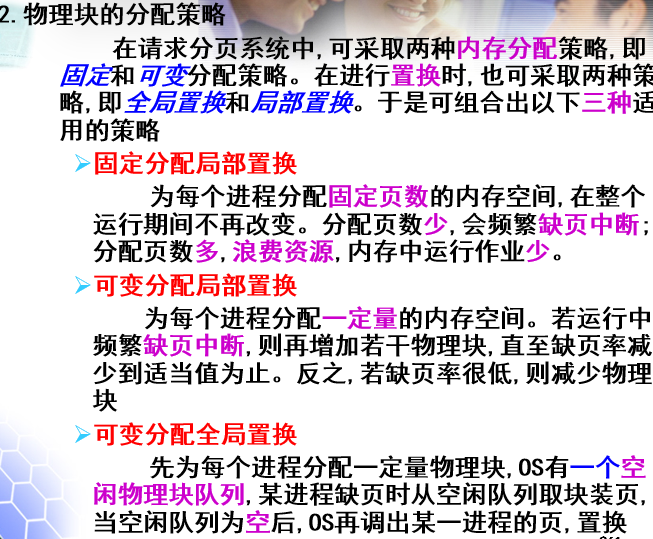 2.物理块的分配策略
在请求分页系统中,可采取两种内存分配策略,即
固定和可变分配策略。在进行置换时,也可采取两种策
略,即全局置换和局部置换。于是可组合出以下三种适
用的策略
➢固定分配局部置换
为每个进程分配固定页数的内存空间,在整个
运行期间不再改变。分配页数少,会频繁缺页中断;
分配页数多,浪费资源,内存中运行作业少。
➢可变分配局部置换
为每个进程分配一定量的内存空间。若运行中
频繁缺页中断,则再增加若干物理块,直至缺页率减
少到适当值为止。反之,若缺页率很低,则减少物理
块
➢可变分配全局置换
先为每个进程分配一定量物理块,OS有一个空
闲物理块队列,某进程缺页时从空闲队列取块装页,
当空闲队列为空后,OS再调出某一进程的页,置换